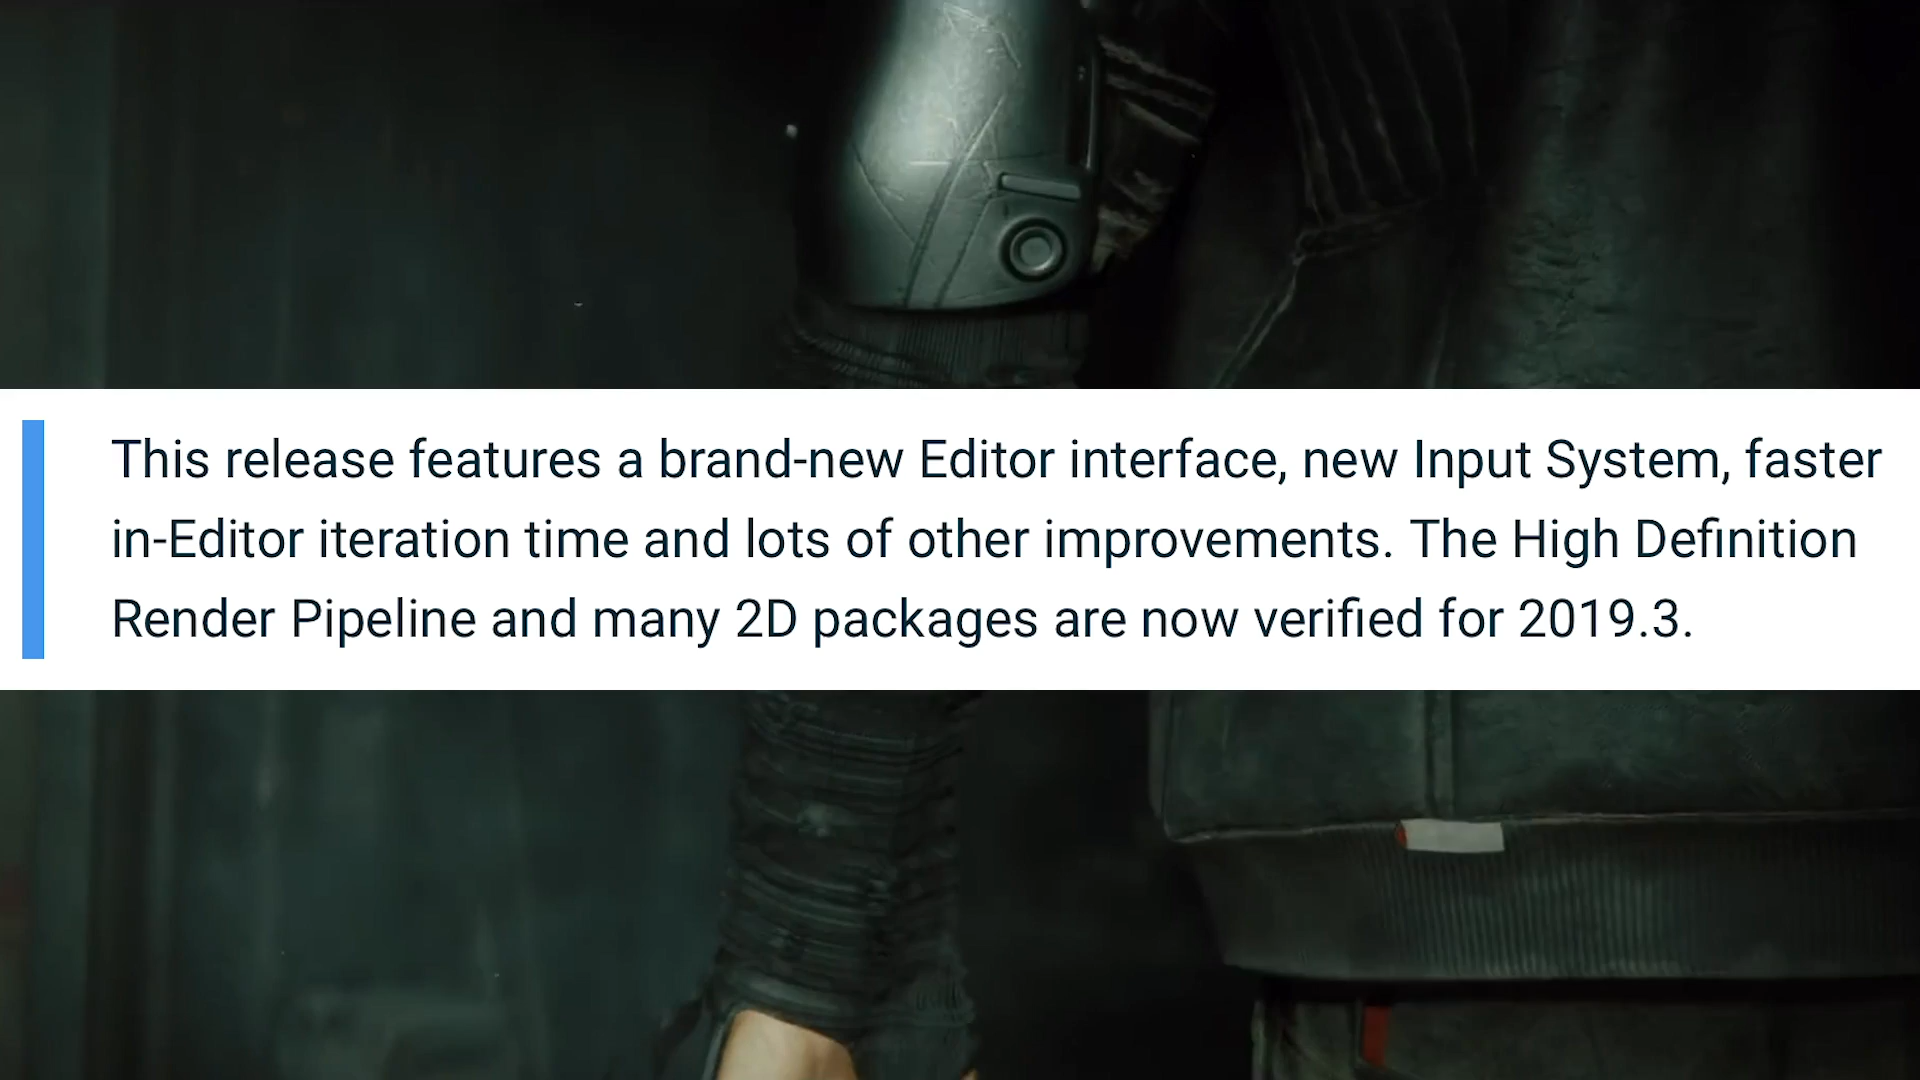 This release features a brand-new Editor interface, new Input System, faster
in-Editor iteration time and lots of other improvements. The High Definition
Render Pipeline and many 2D packages are now verified for 2019.3.